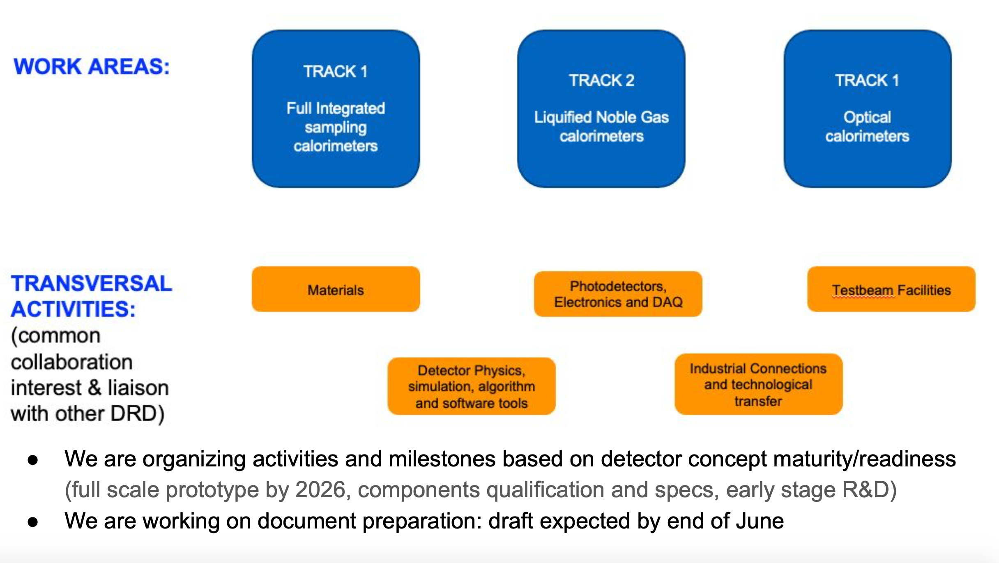 WORK AREAS:
TRACK 1
Full Integrated
sampling
calorimeters
TRACK 2
Liquified Noble Gas
calorimeters
TRACK 1
Optical
calorimeters
TRANSVERSAL
ACTIVITIES:
(common
collaboration
interest & liaison
with other DRD)
Materials
Photodetectors,
Electronics and DAQ
Testbeam Facilities
Detector Physics,
simulation, algorithm
and software tools
Industrial Connections
and technological
transfer
● We are organizing activities and milestones based on detector concept maturity/readiness
(full scale prototype by 2026, components qualification and specs, early stage R&D)
● We are working on document preparation: draft expected by end of June